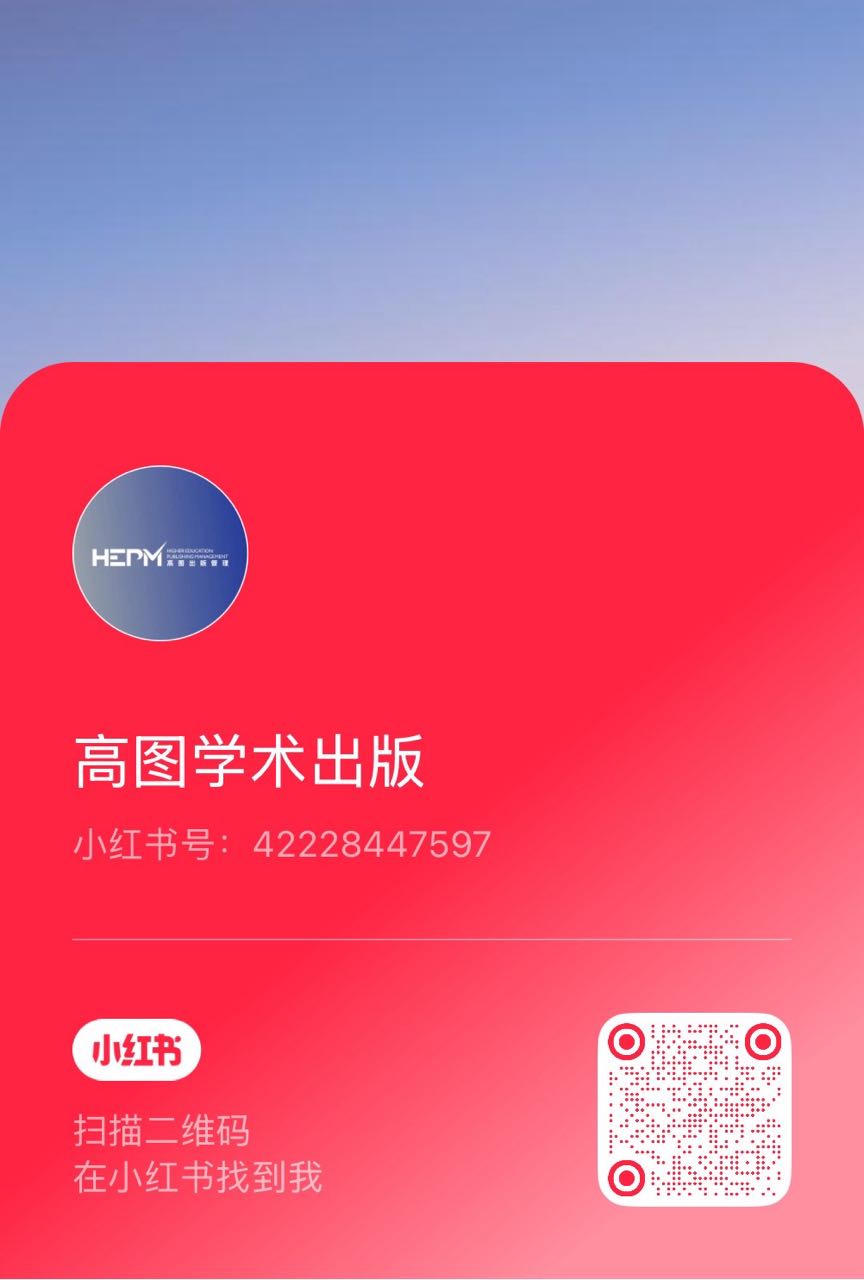 HEPM
HIGHER EDUCATION
PUBLISHING MANAGEMENT
高图出版管理
高图学术出版
小红书号：42228447597
小红书
扫描二维码
在小红书找到我